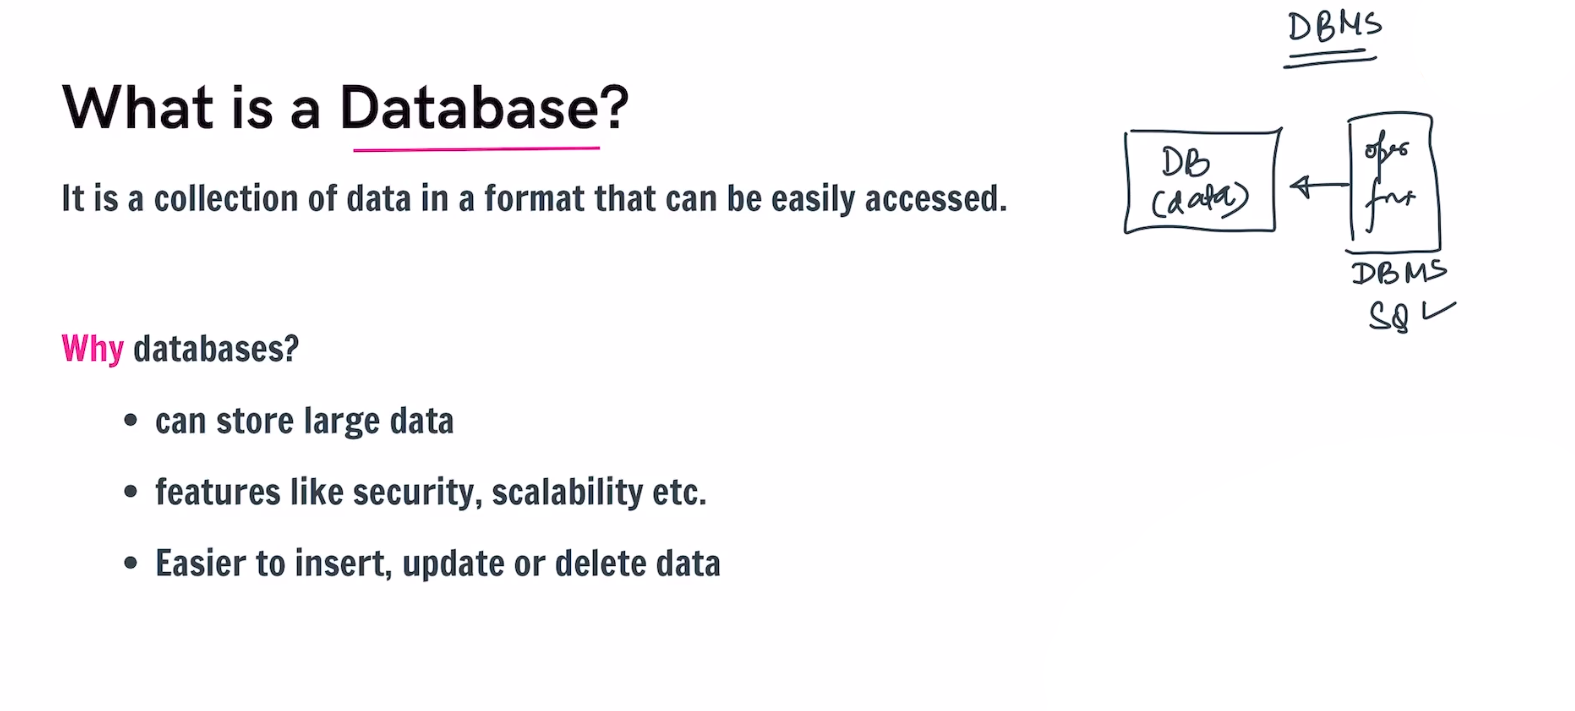 DBMS
What is a Database?
It is a collection of data in a format that can be easily accessed.
DB
(data)
DBMS
SQL
Why databases?
• can store large data
• features like security, scalability etc.
• Easier to insert, update or delete data